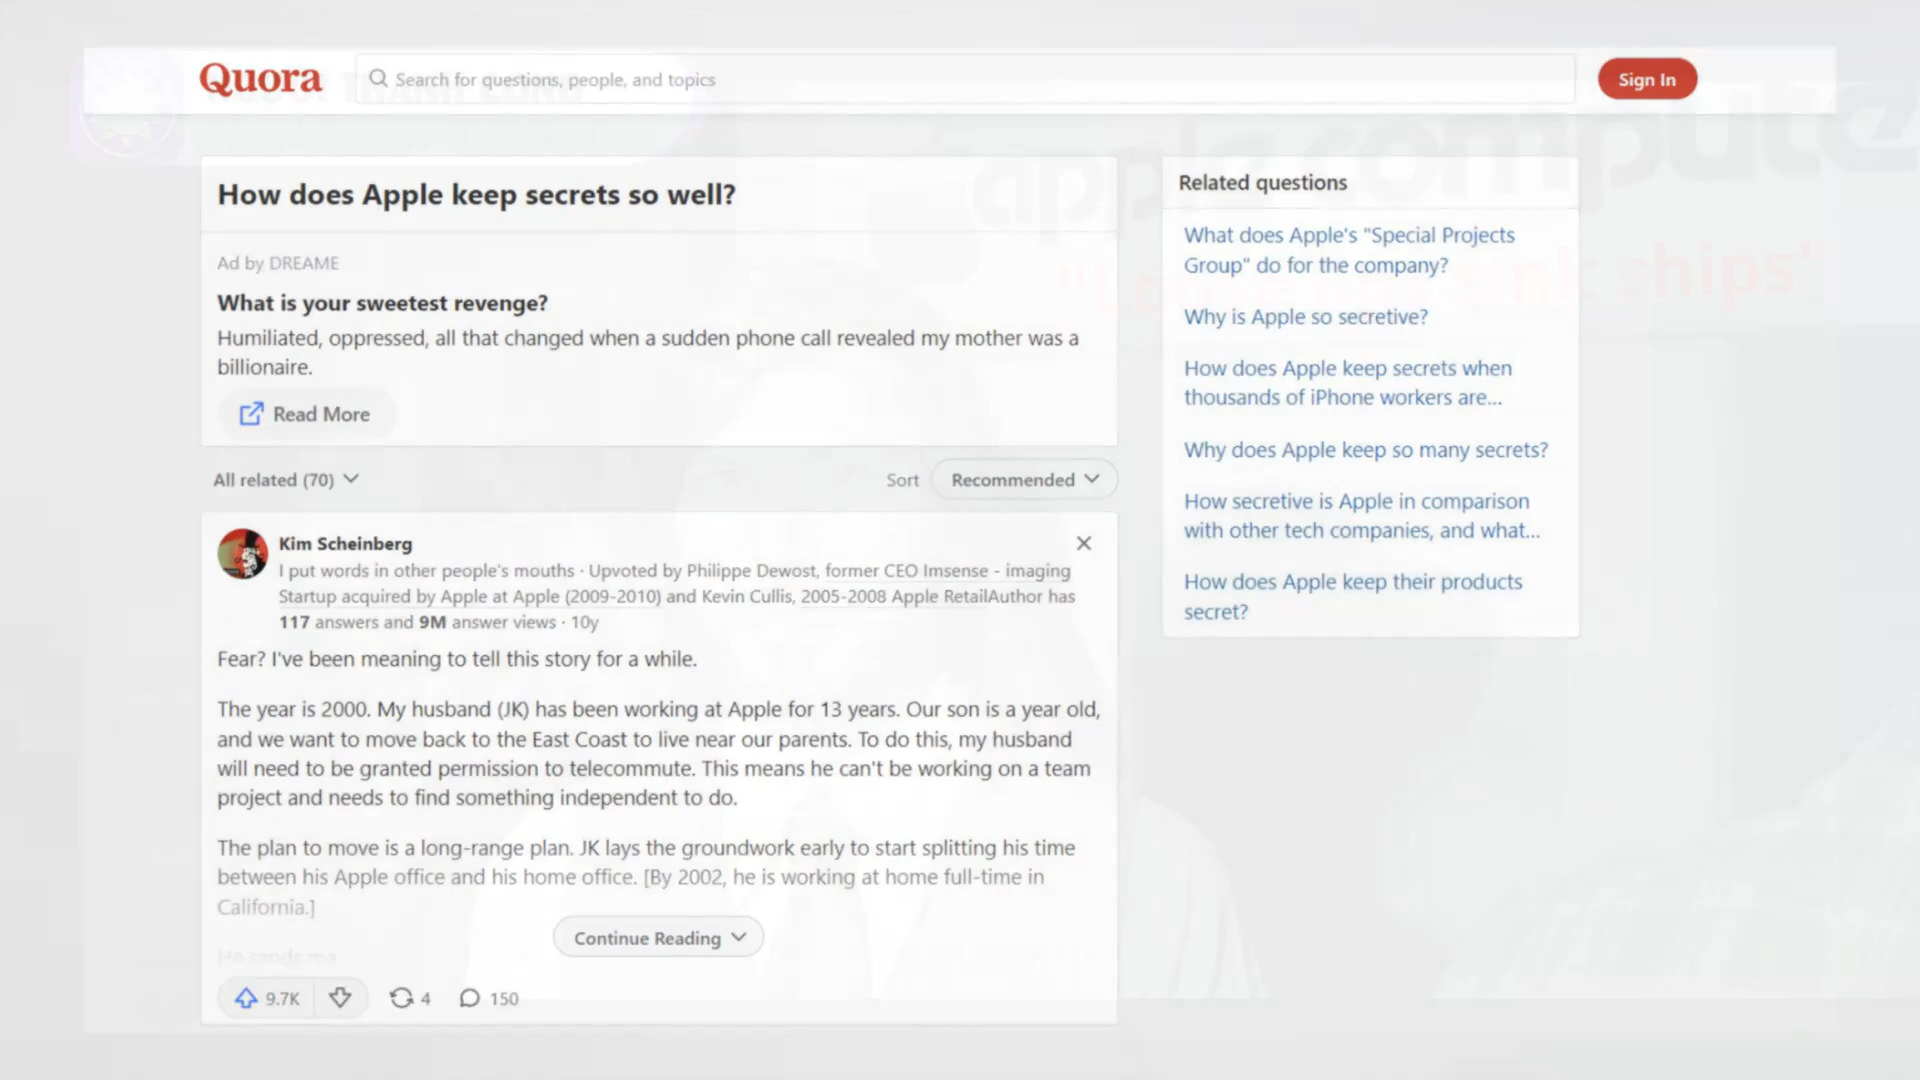 Quora
Search for questions, people, and topics
Sign In
How does Apple keep secrets so well?
Ad by DREAME
What is your sweetest revenge?
Humiliated, oppressed, all that changed when a sudden phone call revealed my mother was a
billionaire.
Read More
All related (70)
Sort
Recommended
Kim Scheinberg
I put words in other people's mouths · Upvoted by Philippe Dewost, former CEO Imsense - imaging
Startup acquired by Apple at Apple (2009-2010) and Kevin Cullis, 2005-2008 Apple RetailAuthor has
117 answers and 9M answer views · 10y
Fear? I've been meaning to tell this story for a while.
The year is 2000. My husband (JK) has been working at Apple for 13 years. Our son is a year old,
and we want to move back to the East Coast to live near our parents. To do this, my husband
will need to be granted permission to telecommute. This means he can't be working on a team
project and needs to find something independent to do.
The plan to move is a long-range plan. JK lays the groundwork early to start splitting his time
between his Apple office and his home office. [By 2002, he is working at home full-time in
California.]
Continue Reading
9.7K
4
150
Related questions
What does Apple's "Special Projects
Group" do for the company?
Why is Apple so secretive?
How does Apple keep secrets when
thousands of iPhone workers are...
Why does Apple keep so many secrets?
How secretive is Apple in comparison
with other tech companies, and what...
How does Apple keep their products
secret?
apple computer
sink ships"